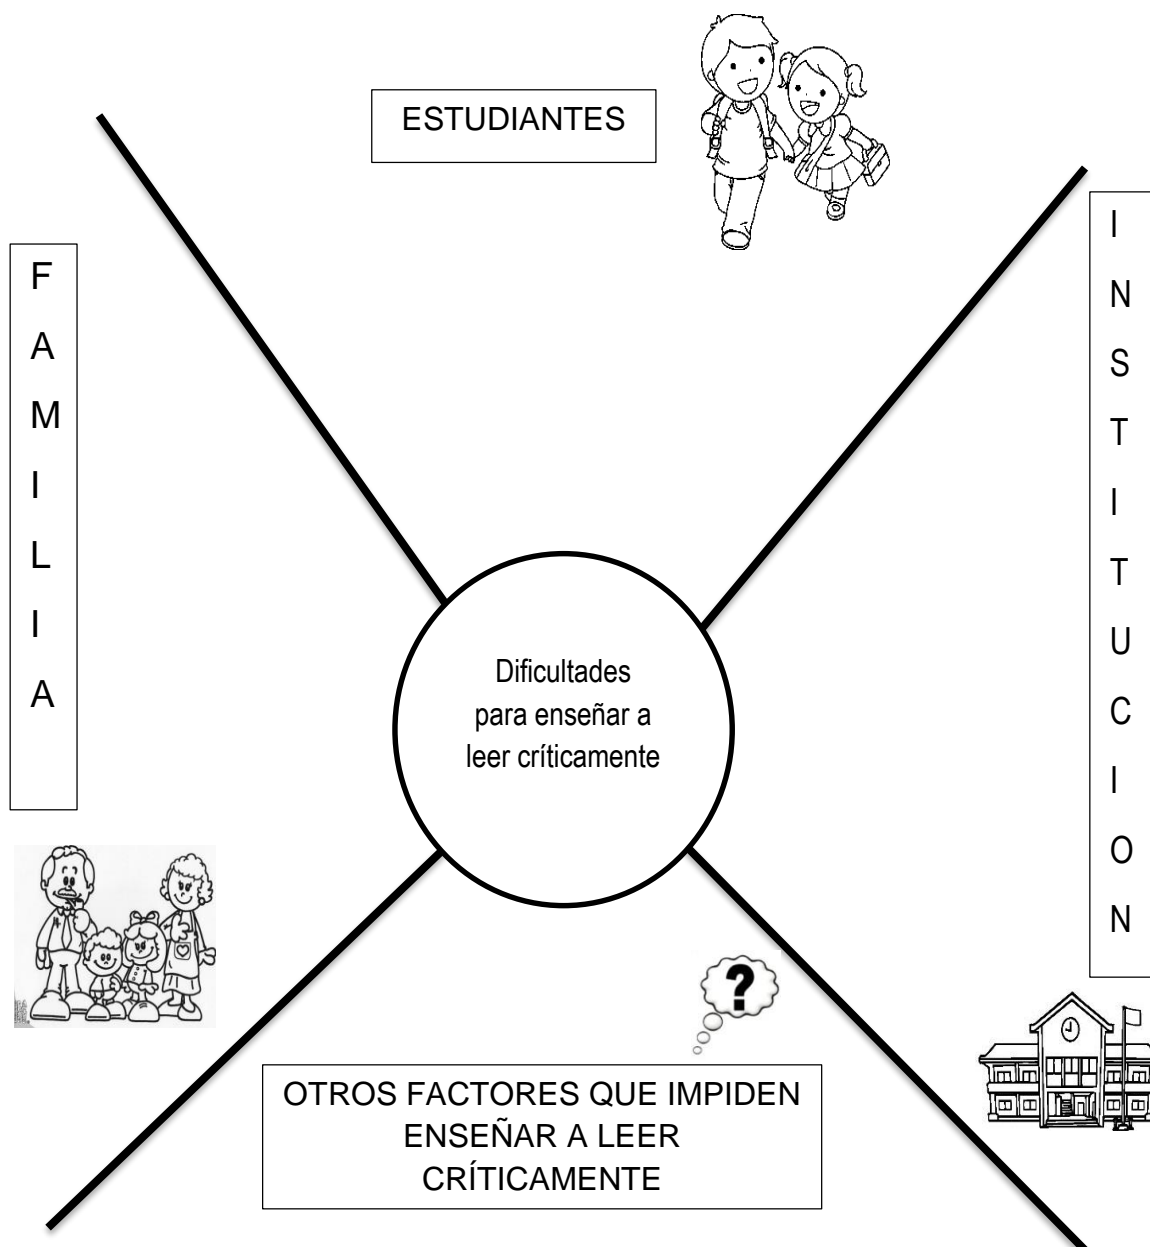 ESTUDIANTES
F
A
M
I
L
I
A
I
N
S
T
I
T
U
C
I
O
N
Dificultades
para enseñar a
leer críticamente
?
OTROS FACTORES QUE IMPIDEN
ENSEÑAR A LEER
CRÍTICAMENTE